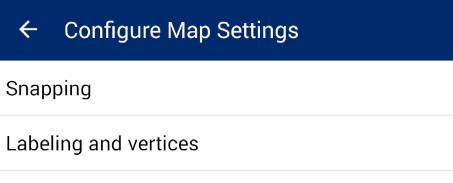 Configure Map Settings
Snapping
Labeling and vertices